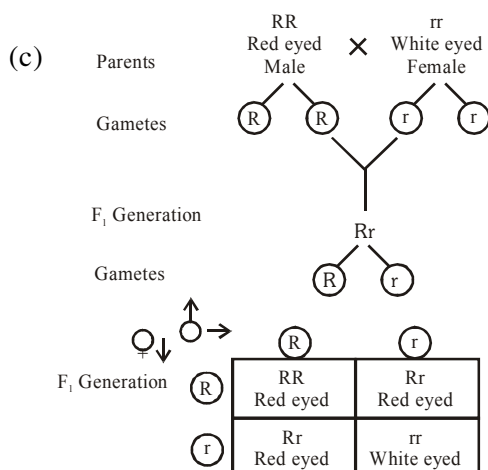 RR rr
Red eyed × White eyed
(c) Parents Male Female
Gametes R R r r
F₁ Generation
Rr
Gametes R r
R r
F₁ Generation R RR Rr
Red eyed Red eyed
r Rr rr
Red eyed White eyed